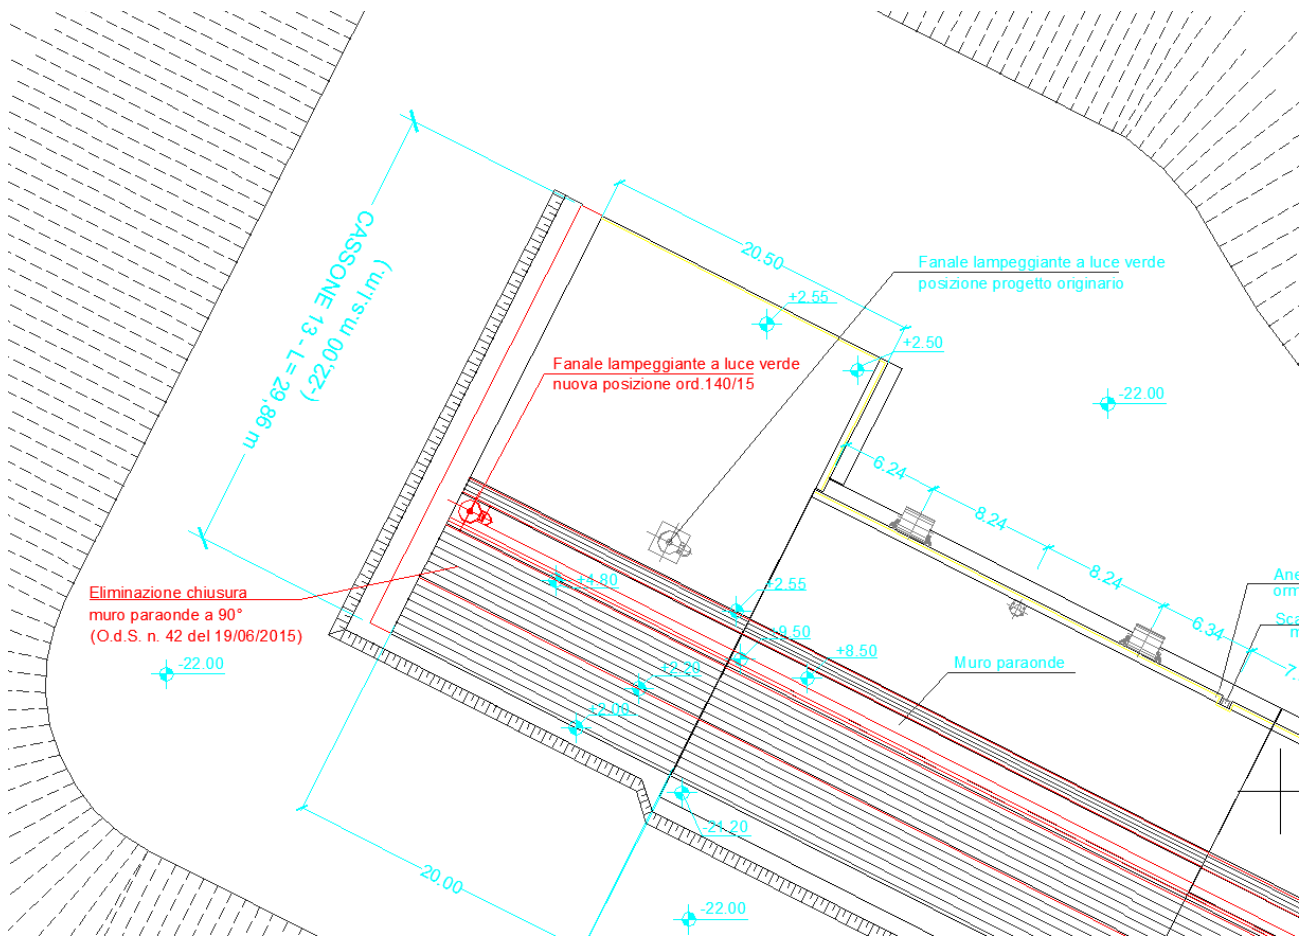 CASSONE 13 - L = 29,86 m
(-22,00 m.s.l.m.)
20.50
Fanale lampeggiante a luce verde
posizione progetto originario
+2.55
+2.50
Fanale lampeggiante a luce verde
nuova posizione ord.140/15
-22.00
6.24
8.24
8.24
6.34
Eliminazione chiusura
muro paraonde a 90°
(O.d.S. n. 42 del 19/06/2015)
+4.80
+2.55
-22.00
+9.50
+8.50
Muro paraonde
+2.20
+2.00
-21.20
20.00
-22.00